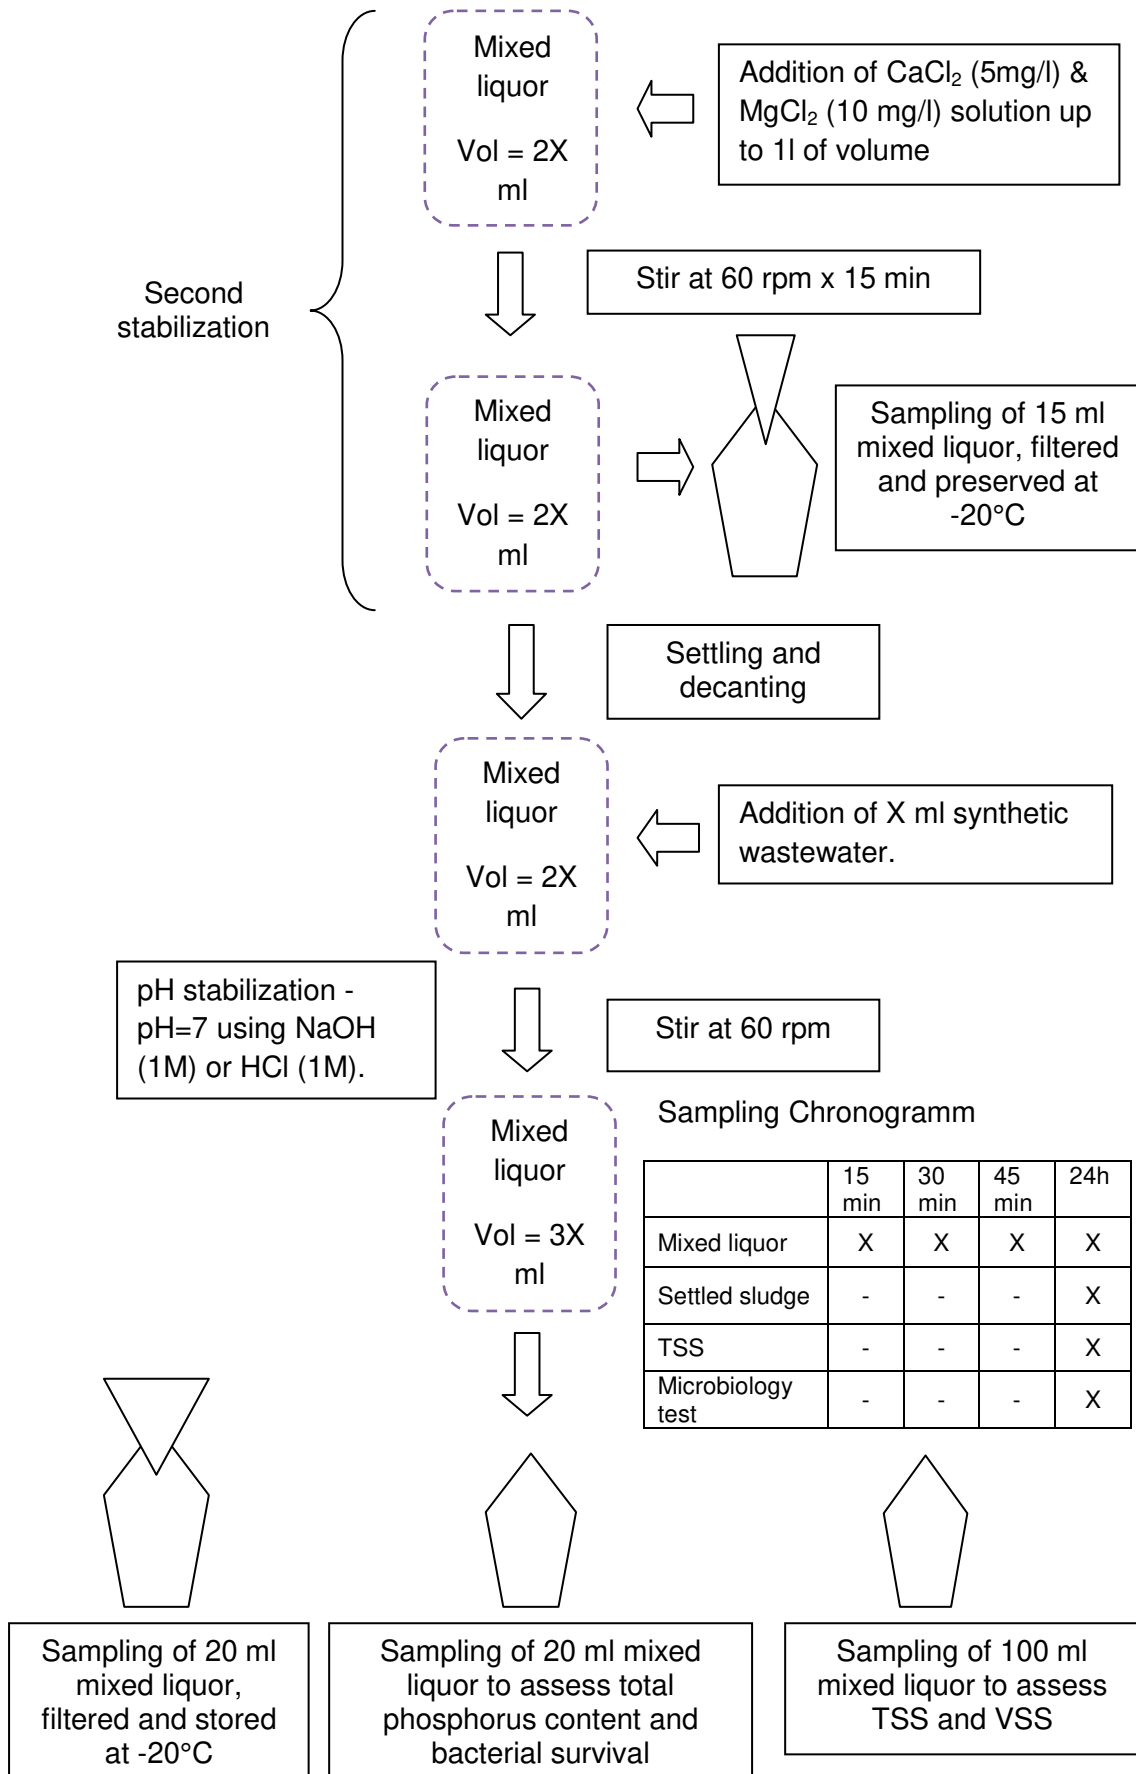 Mixed
liquor
Vol = 2X
ml
Addition of CaCl₂ (5mg/l) &
MgCl₂ (10 mg/l) solution up
to 1l of volume
Stir at 60 rpm x 15 min
Second
stabilization
Mixed
liquor
Vol = 2X
ml
Sampling of 15 ml
mixed liquor, filtered
and preserved at
-20°C
Settling and
decanting
Mixed
liquor
Vol = 2X
ml
Addition of X ml synthetic
wastewater.
pH stabilization -
pH=7 using NaOH
(1M) or HCl (1M).
Stir at 60 rpm
Mixed
liquor
Vol = 3X
ml
Sampling Chronogramm
15 min 30 min 45 min 24h
Mixed liquor X X X X
Settled sludge - - - X
TSS - - - X
Microbiology
test - - - X
Sampling of 20 ml
mixed liquor,
filtered and stored
at -20°C
Sampling of 20 ml mixed
liquor to assess total
phosphorus content and
bacterial survival
Sampling of 100 ml
mixed liquor to assess
TSS and VSS